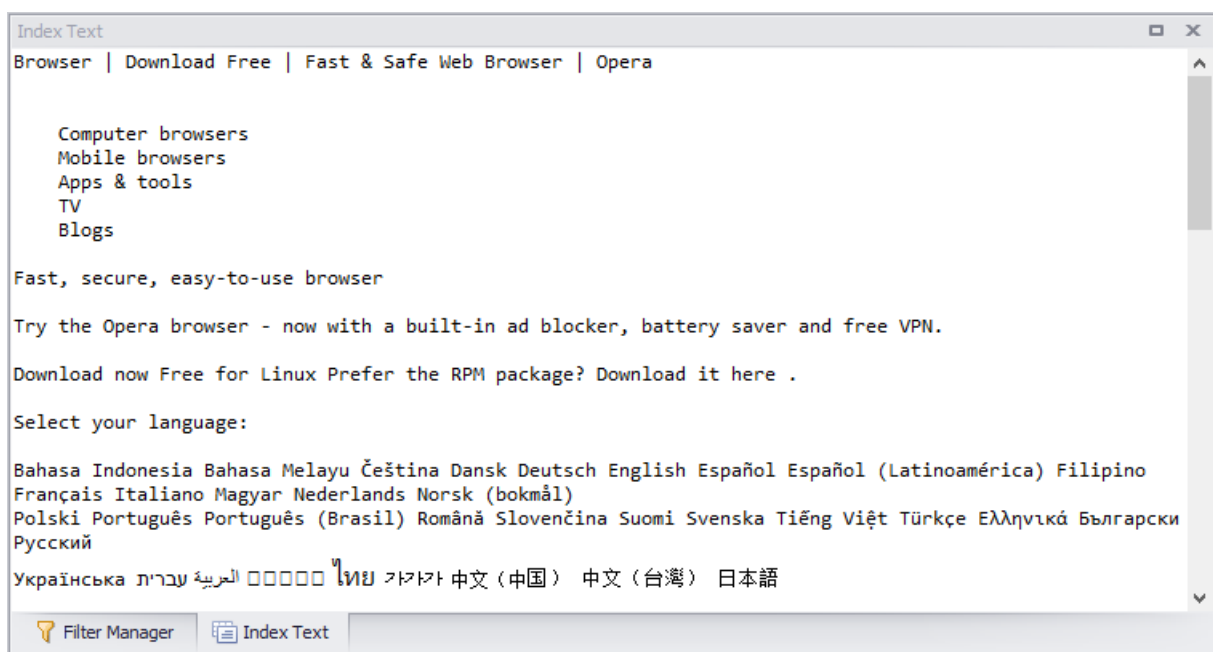 Index Text
Browser | Download Free | Fast & Safe Web Browser | Opera
Computer browsers
Mobile browsers
Apps & tools
TV
Blogs
Fast, secure, easy-to-use browser
Try the Opera browser - now with a built-in ad blocker, battery saver and free VPN.
Download now Free for Linux Prefer the RPM package? Download it here .
Select your language:
Bahasa Indonesia Bahasa Melayu Čeština Dansk Deutsch English Español Español (Latinoamérica) Filipino
Français Italiano Magyar Nederlands Norsk (bokmål)
Polski Português Português (Brasil) Română Slovenčina Suomi Svenska Tiếng Việt Türkçe Ελληνικά Български
Русский
Українська עברית العربية □□□□□ ไทย 가가가 中文（中国） 中文（台灣） 日本語
Filter Manager
Index Text